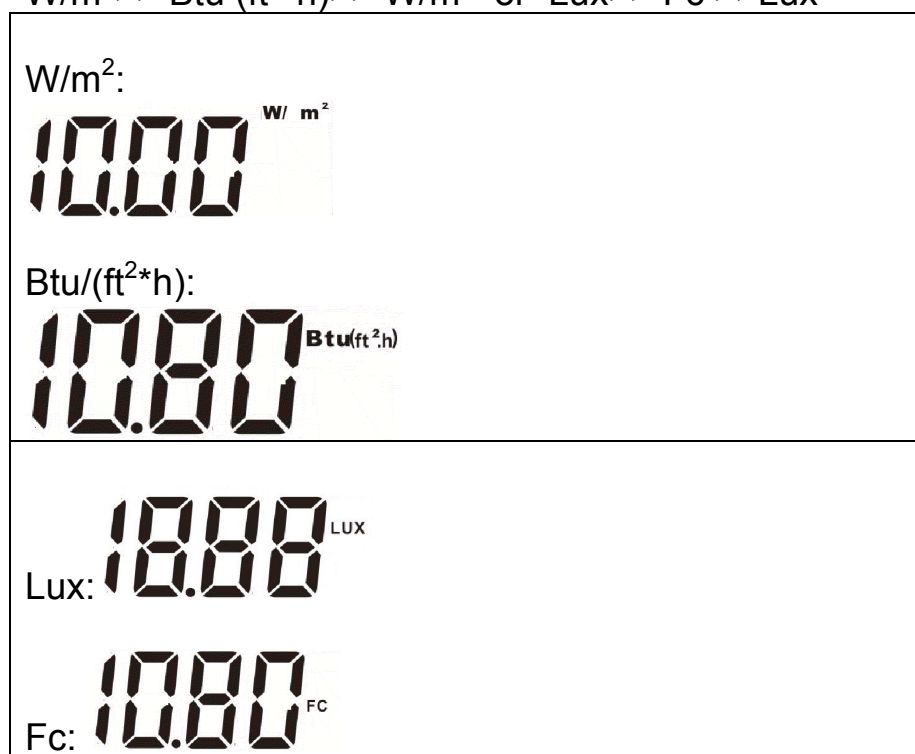 W/m²:
10.00 W/ m²
Btu/(ft²*h):
10.80 Btu(ft².h)
Lux: 18.88 LUX
Fc: 10.80 FC